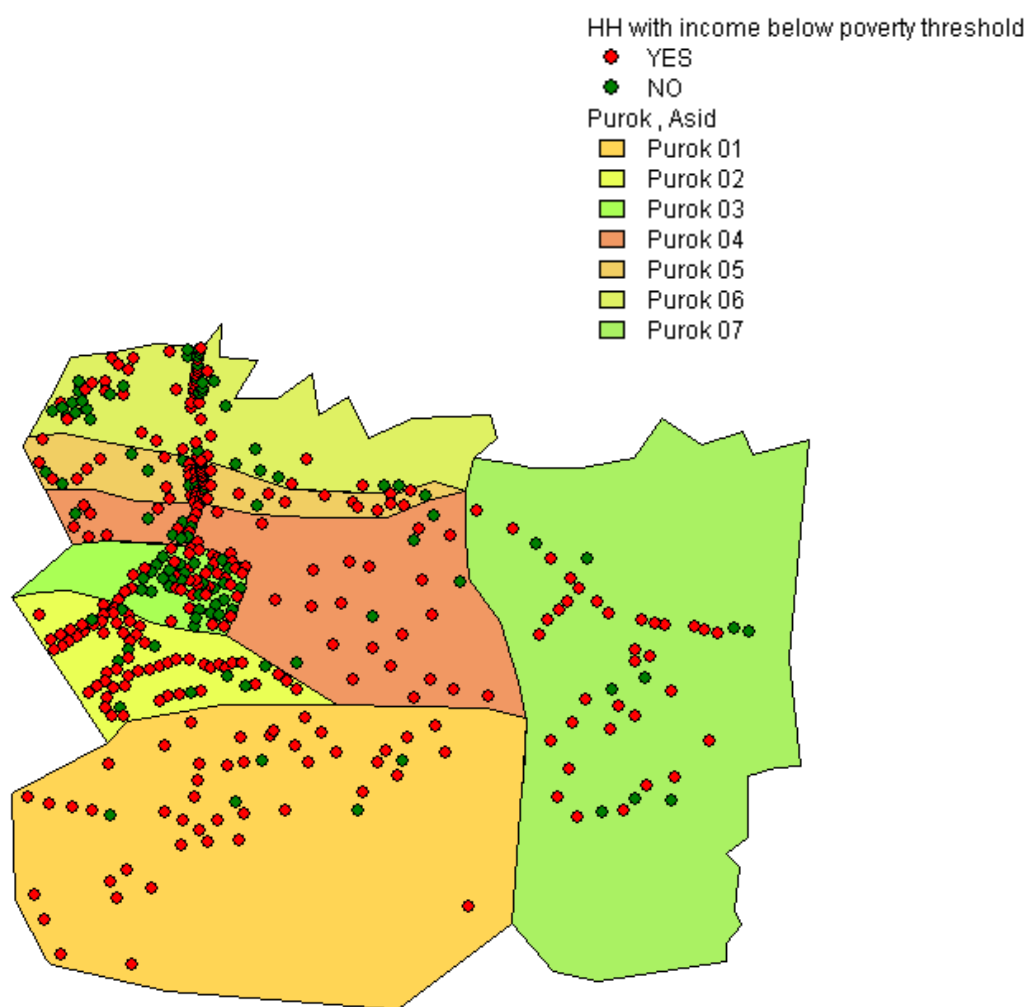 HH with income below poverty threshold
YES
NO
Purok , Asid
Purok 01
Purok 02
Purok 03
Purok 04
Purok 05
Purok 06
Purok 07